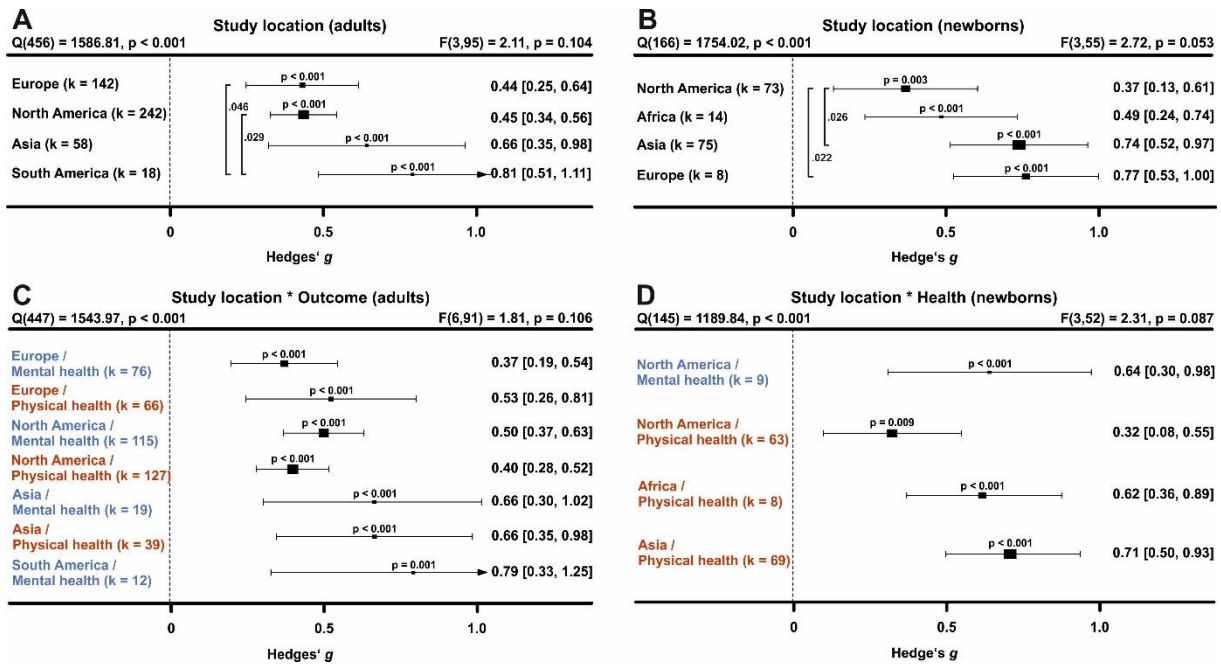 A
Study location (adults)
Q(456) = 1586.81, p < 0.001
F(3,95) = 2.11, p = 0.104
Europe (k = 142)
p < 0.001
0.44 [0.25, 0.64]
North America (k = 242)
p < 0.001
0.45 [0.34, 0.56]
Asia (k = 58)
p < 0.001
0.66 [0.35, 0.98]
South America (k = 18)
p < 0.001
0.81 [0.51, 1.11]
.046
.029
0
0.5
1.0
Hedges‘ g
B
Study location (newborns)
Q(166) = 1754.02, p < 0.001
F(3,55) = 2.72, p = 0.053
North America (k = 73)
p = 0.003
0.37 [0.13, 0.61]
Africa (k = 14)
p < 0.001
0.49 [0.24, 0.74]
Asia (k = 75)
p < 0.001
0.74 [0.52, 0.97]
Europe (k = 8)
p < 0.001
0.77 [0.53, 1.00]
.026
.022
0
0.5
1.0
Hedge‘s g
C
Study location * Outcome (adults)
Q(447) = 1543.97, p < 0.001
F(6,91) = 1.81, p = 0.106
Europe /
Mental health (k = 76)
p < 0.001
0.37 [0.19, 0.54]
Europe /
Physical health (k = 66)
p < 0.001
0.53 [0.26, 0.81]
North America /
Mental health (k = 115)
p < 0.001
0.50 [0.37, 0.63]
North America /
Physical health (k = 127)
p < 0.001
0.40 [0.28, 0.52]
Asia /
Mental health (k = 19)
p < 0.001
0.66 [0.30, 1.02]
Asia /
Physical health (k = 39)
p < 0.001
0.66 [0.35, 0.98]
South America /
Mental health (k = 12)
p = 0.001
0.79 [0.33, 1.25]
0
0.5
1.0
Hedges‘ g
D
Study location * Health (newborns)
Q(145) = 1189.84, p < 0.001
F(3,52) = 2.31, p = 0.087
North America /
Mental health (k = 9)
p < 0.001
0.64 [0.30, 0.98]
North America /
Physical health (k = 63)
p = 0.009
0.32 [0.08, 0.55]
Africa /
Physical health (k = 8)
p < 0.001
0.62 [0.36, 0.89]
Asia /
Physical health (k = 69)
p < 0.001
0.71 [0.50, 0.93]
0
0.5
1.0
Hedge‘s g